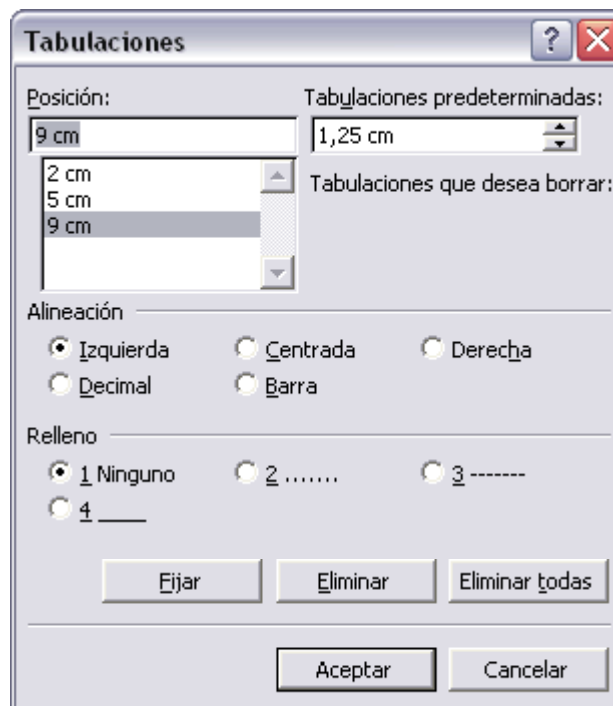 Tabulaciones
Posición: Tabulaciones predeterminadas:
9 cm 1,25 cm
2 cm Tabulaciones que desea borrar:
5 cm
9 cm
Alineación
Izquierda Centrada Derecha
Decimal Barra
Relleno
1 Ninguno 2 ....... 3 -------
4 ____
Fijar Eliminar Eliminar todas
Aceptar Cancelar